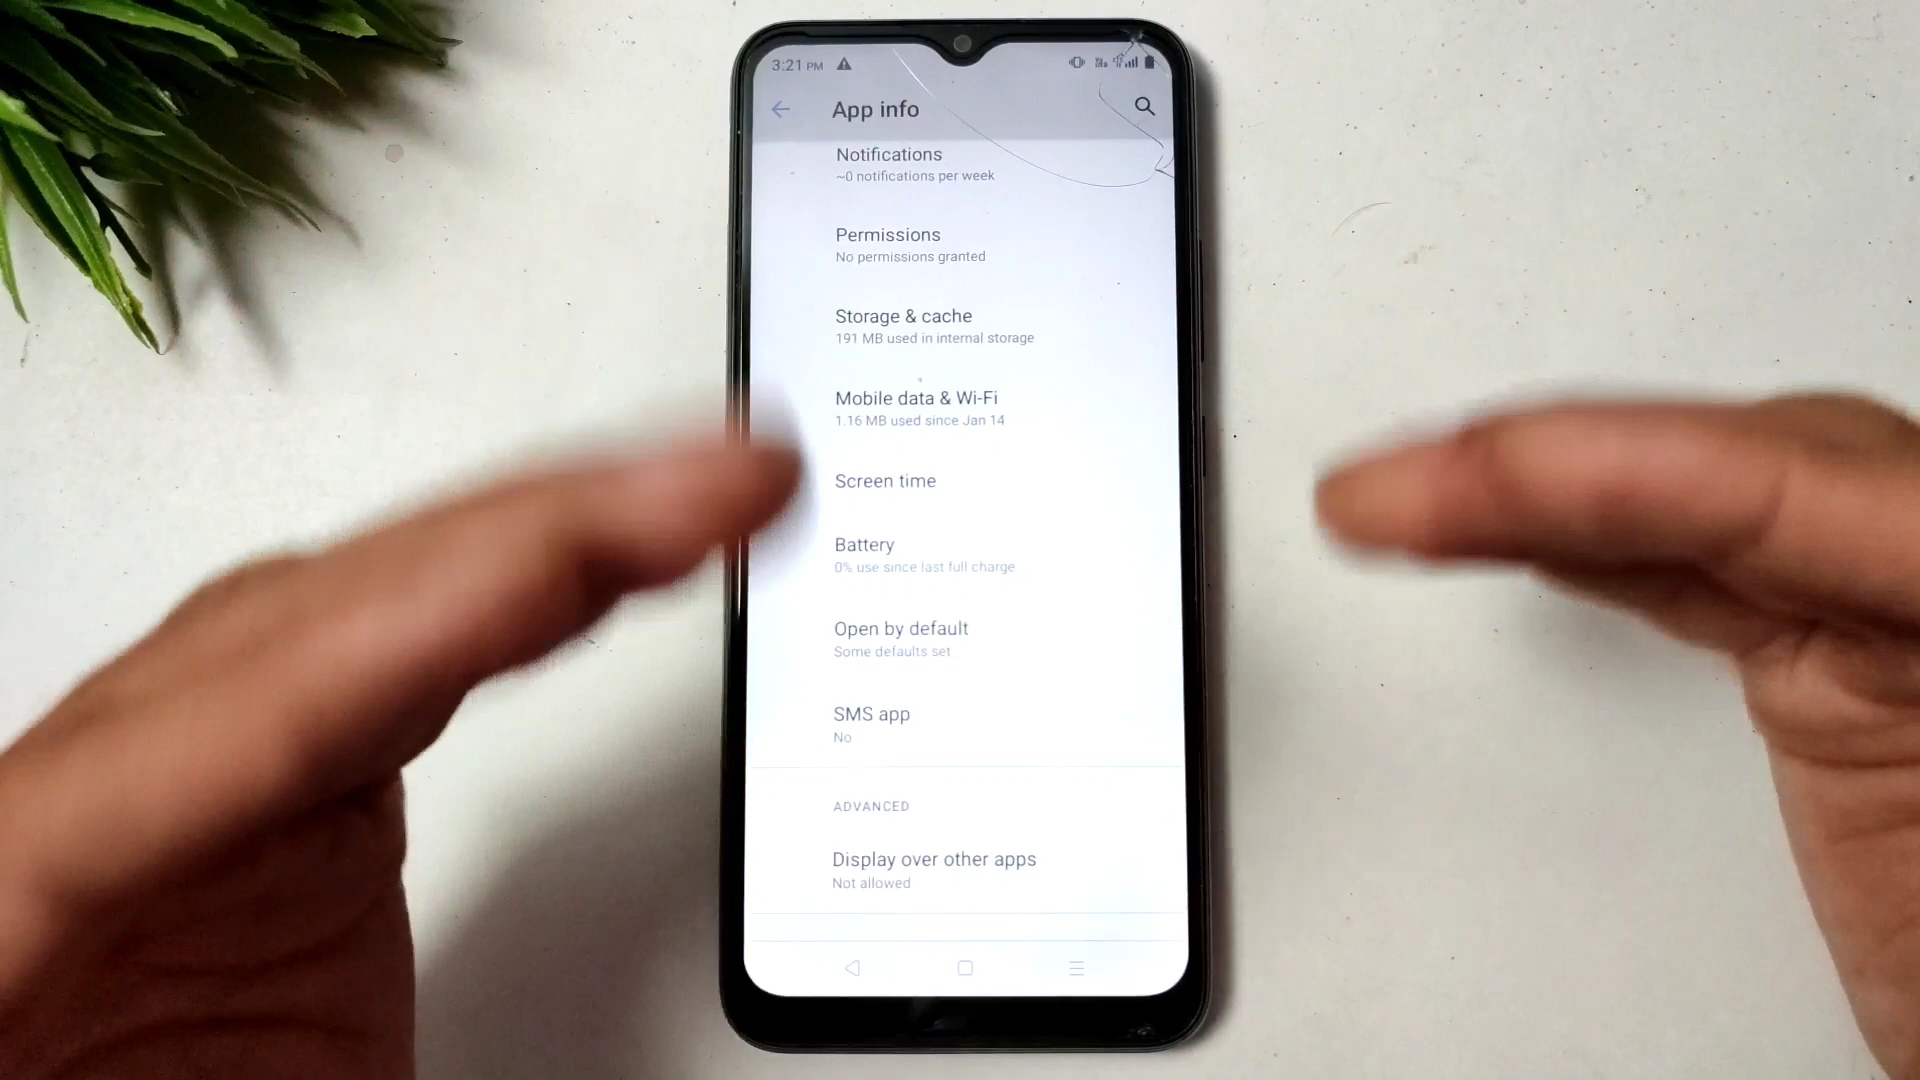 3:21 PM
App info
Notifications
~0 notifications per week
Permissions
No permissions granted
Storage & cache
191 MB used in internal storage
Mobile data & Wi-Fi
1.16 MB used since Jan 14
Screen time
Battery
0% use since last full charge
Open by default
Some defaults set
SMS app
No
ADVANCED
Display over other apps
Not allowed